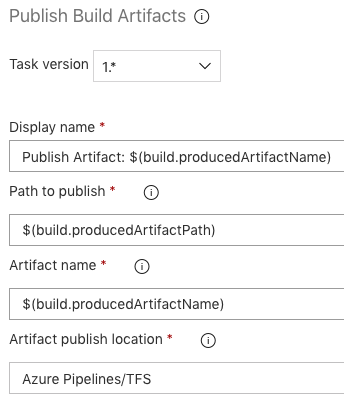 Publish Build Artifacts
Task version 1.*
Display name *
Publish Artifact: $(build.producedArtifactName)
Path to publish *
$(build.producedArtifactPath)
Artifact name *
$(build.producedArtifactName)
Artifact publish location *
Azure Pipelines/TFS